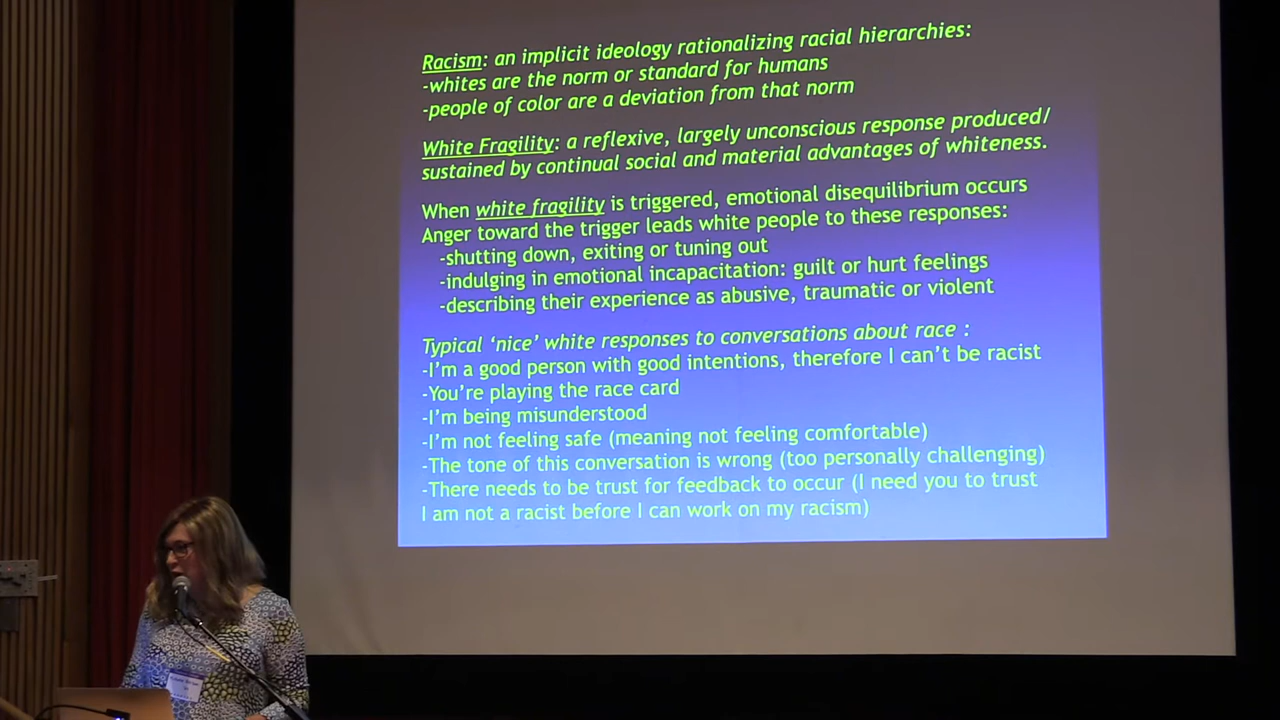 Racism: an implicit ideology rationalizing racial hierarchies:
-whites are the norm or standard for humans
-people of color are a deviation from that norm
White Fragility: a reflexive, largely unconscious response produced/
sustained by continual social and material advantages of whiteness.
When white fragility is triggered, emotional disequilibrium occurs
Anger toward the trigger leads white people to these responses:
-shutting down, exiting or tuning out
-indulging in emotional incapacitation: guilt or hurt feelings
-describing their experience as abusive, traumatic or violent
Typical ‘nice’ white responses to conversations about race :
-I’m a good person with good intentions, therefore I can’t be racist
-You’re playing the race card
-I’m being misunderstood
-I’m not feeling safe (meaning not feeling comfortable)
-The tone of this conversation is wrong (too personally challenging)
-There needs to be trust for feedback to occur (I need you to trust
I am not a racist before I can work on my racism)